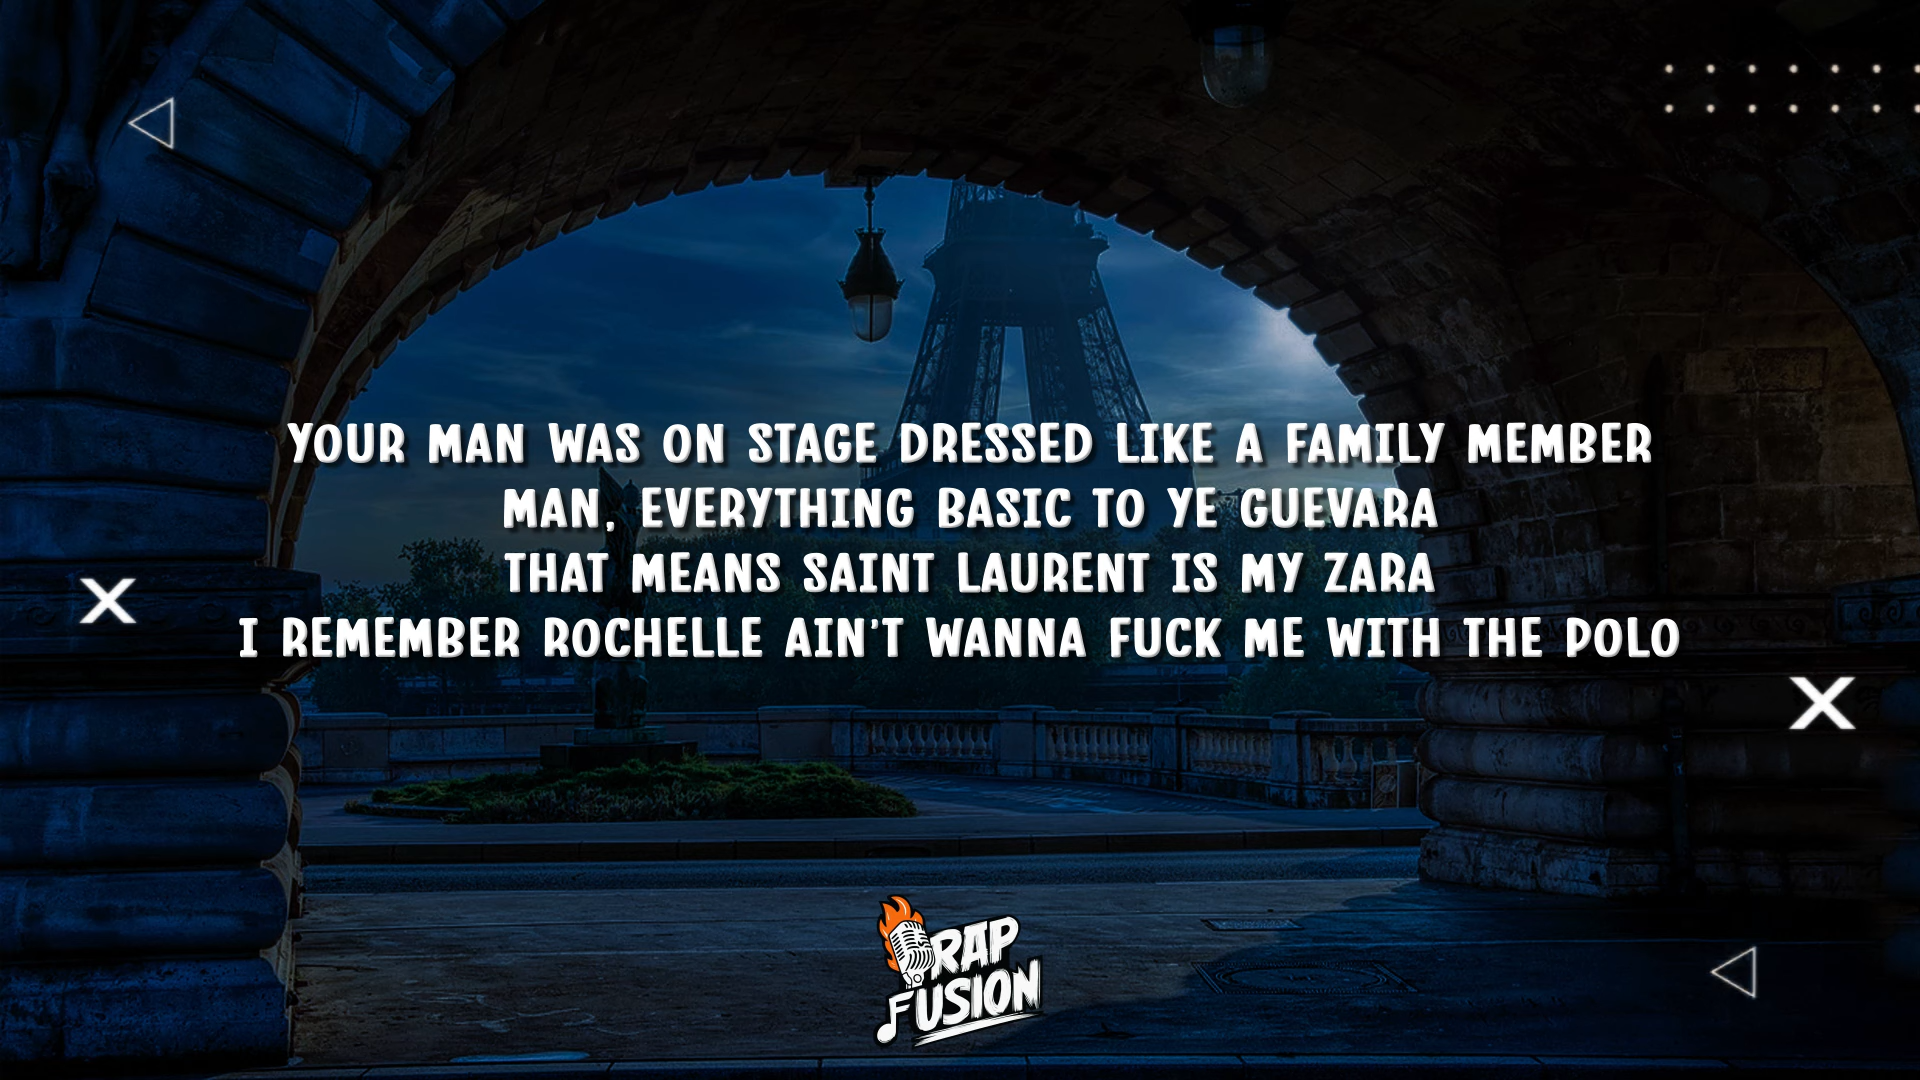 YOUR MAN WAS ON STAGE DRESSED LIKE A FAMILY MEMBER
MAN, EVERYTHING BASIC TO YE GUEVARA
THAT MEANS SAINT LAURENT IS MY ZARA
I REMEMBER ROCHELLE AIN'T WANNA FUCK ME WITH THE POLO
RAP
FUSION